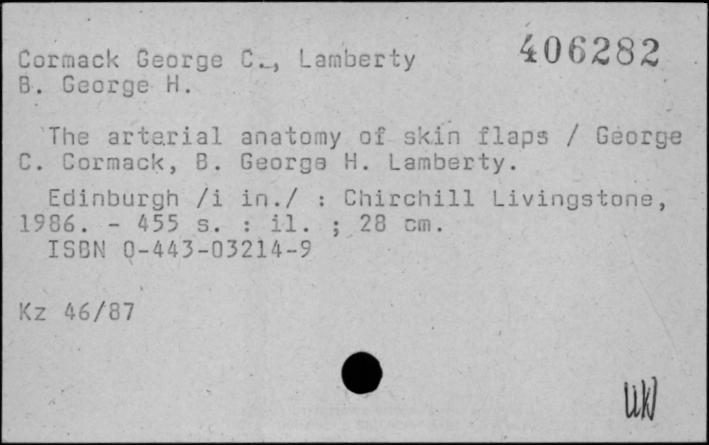 406282
Cormack George C., Lamberty
B. George H.
The arterial anatomy of skin flaps / George
C. Cormack, B. George H. Lamberty.
Edinburgh /i in./ : Chirchill Livingstone,
1986. - 455 s. : il. ; 28 cm.
ISBN 0-443-03214-9
Kz 46/87